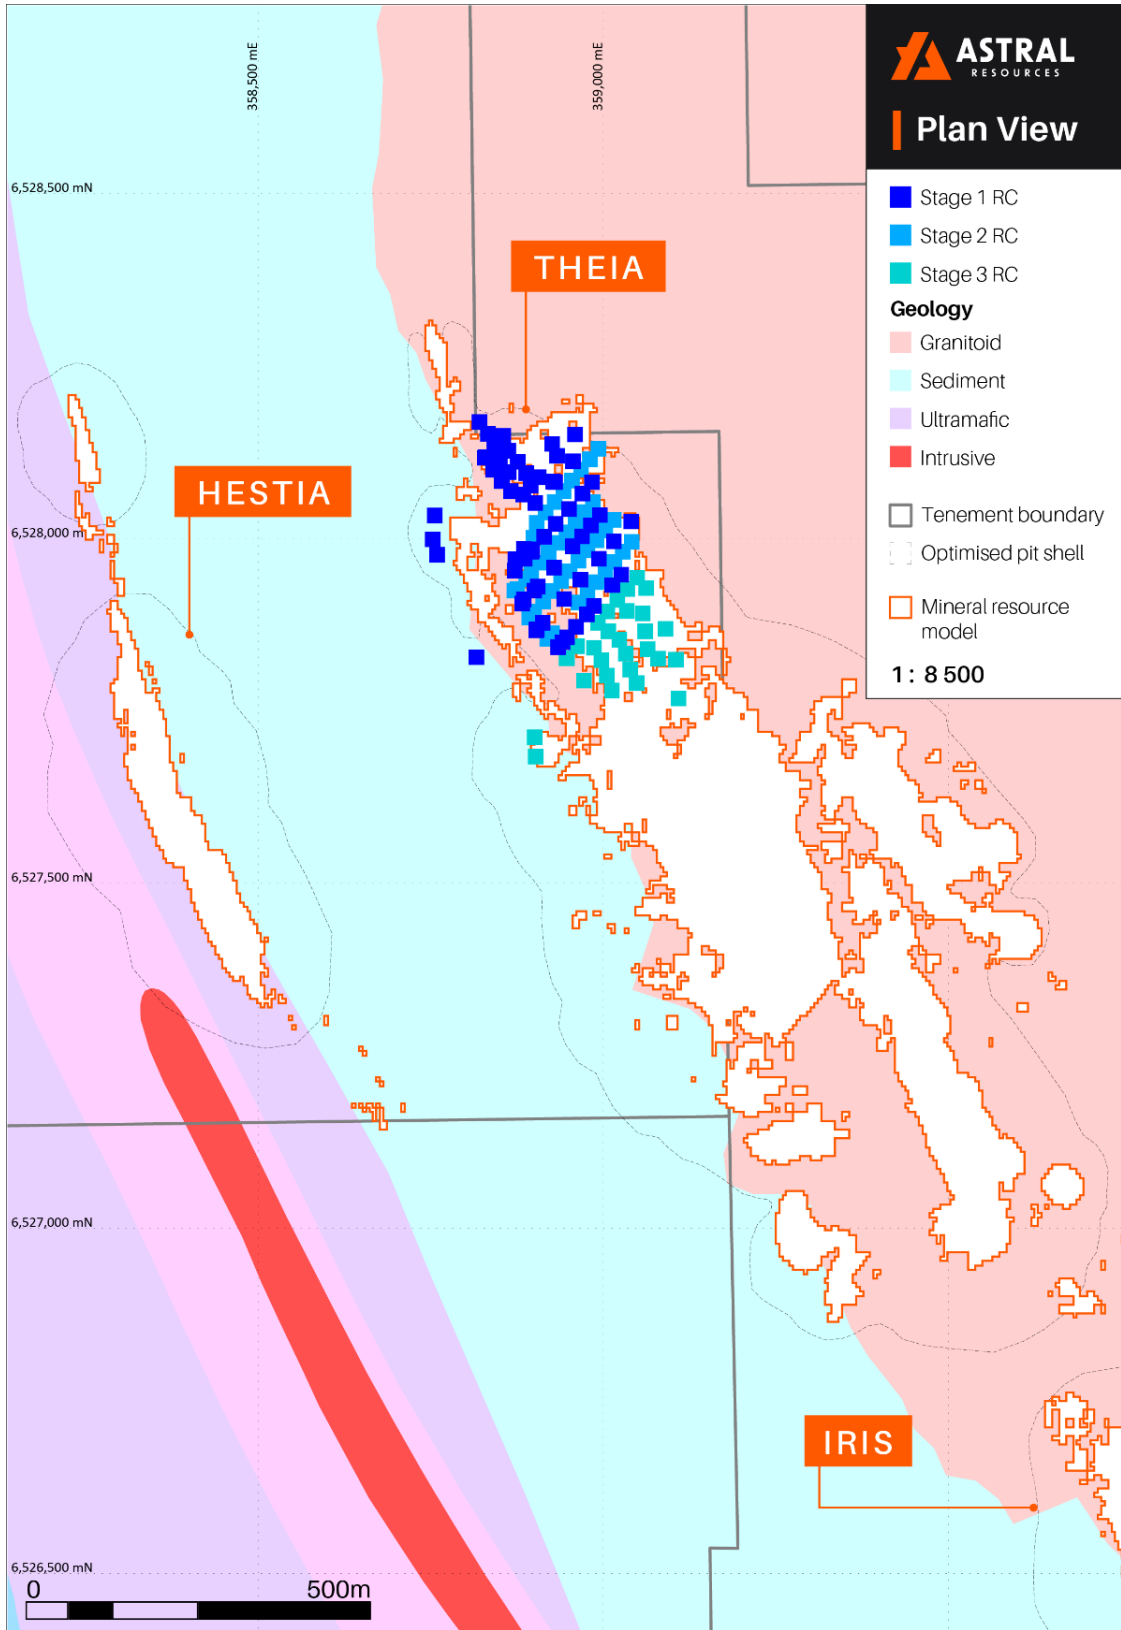 358,500 mE
359,000 mE
ASTRAL
RESOURCES
Plan View
6,528,500 mN
Stage 1 RC
Stage 2 RC
Stage 3 RC
Geology
Granitoid
Sediment
Ultramafic
Intrusive
Tenement boundary
Optimised pit shell
Mineral resource
model
1: 8 500
THEIA
HESTIA
6,528,000 mN
6,527,500 mN
6,527,000 mN
IRIS
6,526,500 mN
0 500m